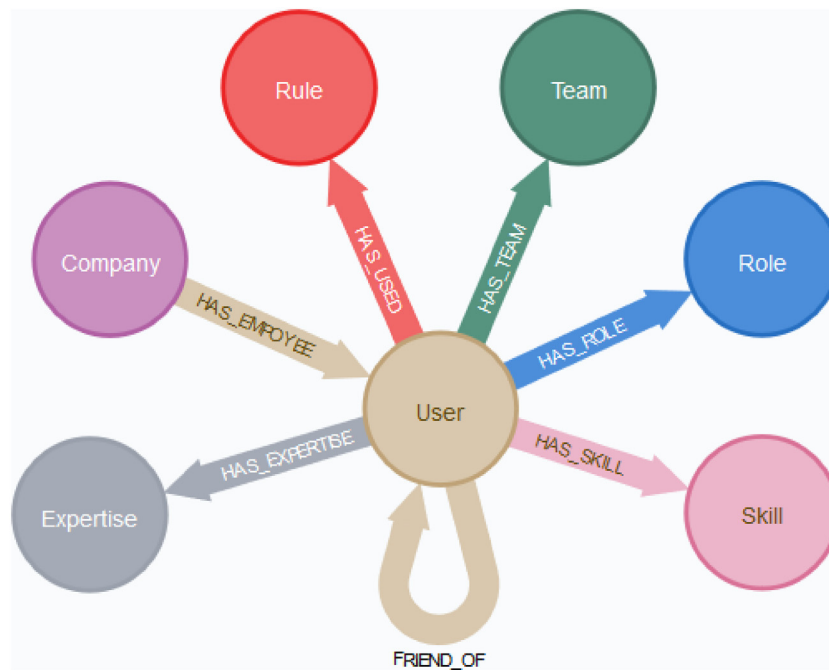 Rule
Team
Company
Role
HAS_USED
HAS_TEAM
HAS_EMPOYEE
HAS_ROLE
User
HAS_EXPERTISE
HAS_SKILL
Expertise
Skill
FRIEND_OF